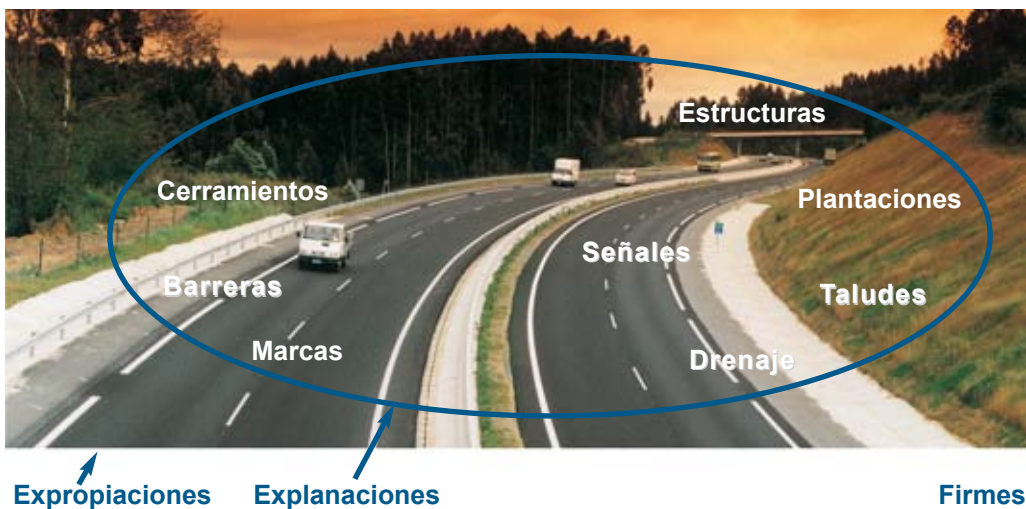 Estructuras
Cerramientos
Plantaciones
Señales
Barreras
Taludes
Marcas
Drenaje
Expropiaciones Explanaciones Firmes